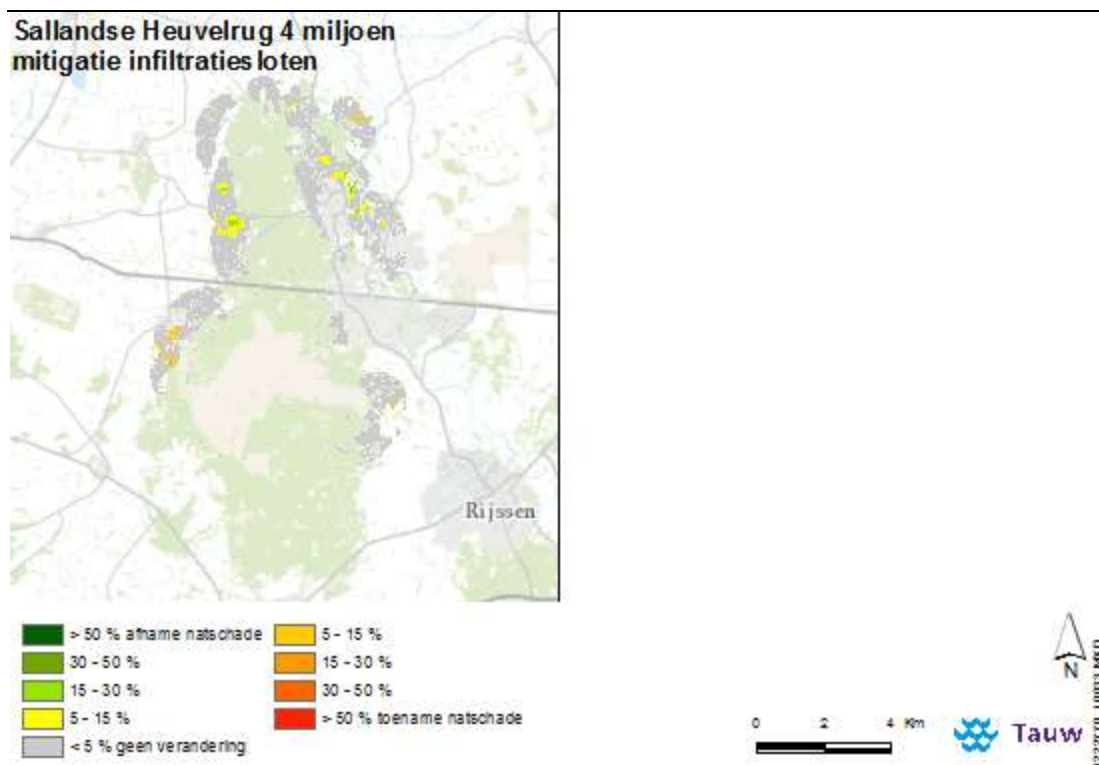 Sallandse Heuvelrug 4 miljoen
mitigatie infiltratiesloten
Rijssen
> 50 % afname natschade
30 - 50 %
15 - 30 %
5 - 15 %
< 5 % geen verandering
5 - 15 %
15 - 30 %
30 - 50 %
> 50 % toename natschade
N
0 2 4 Km
Tauw